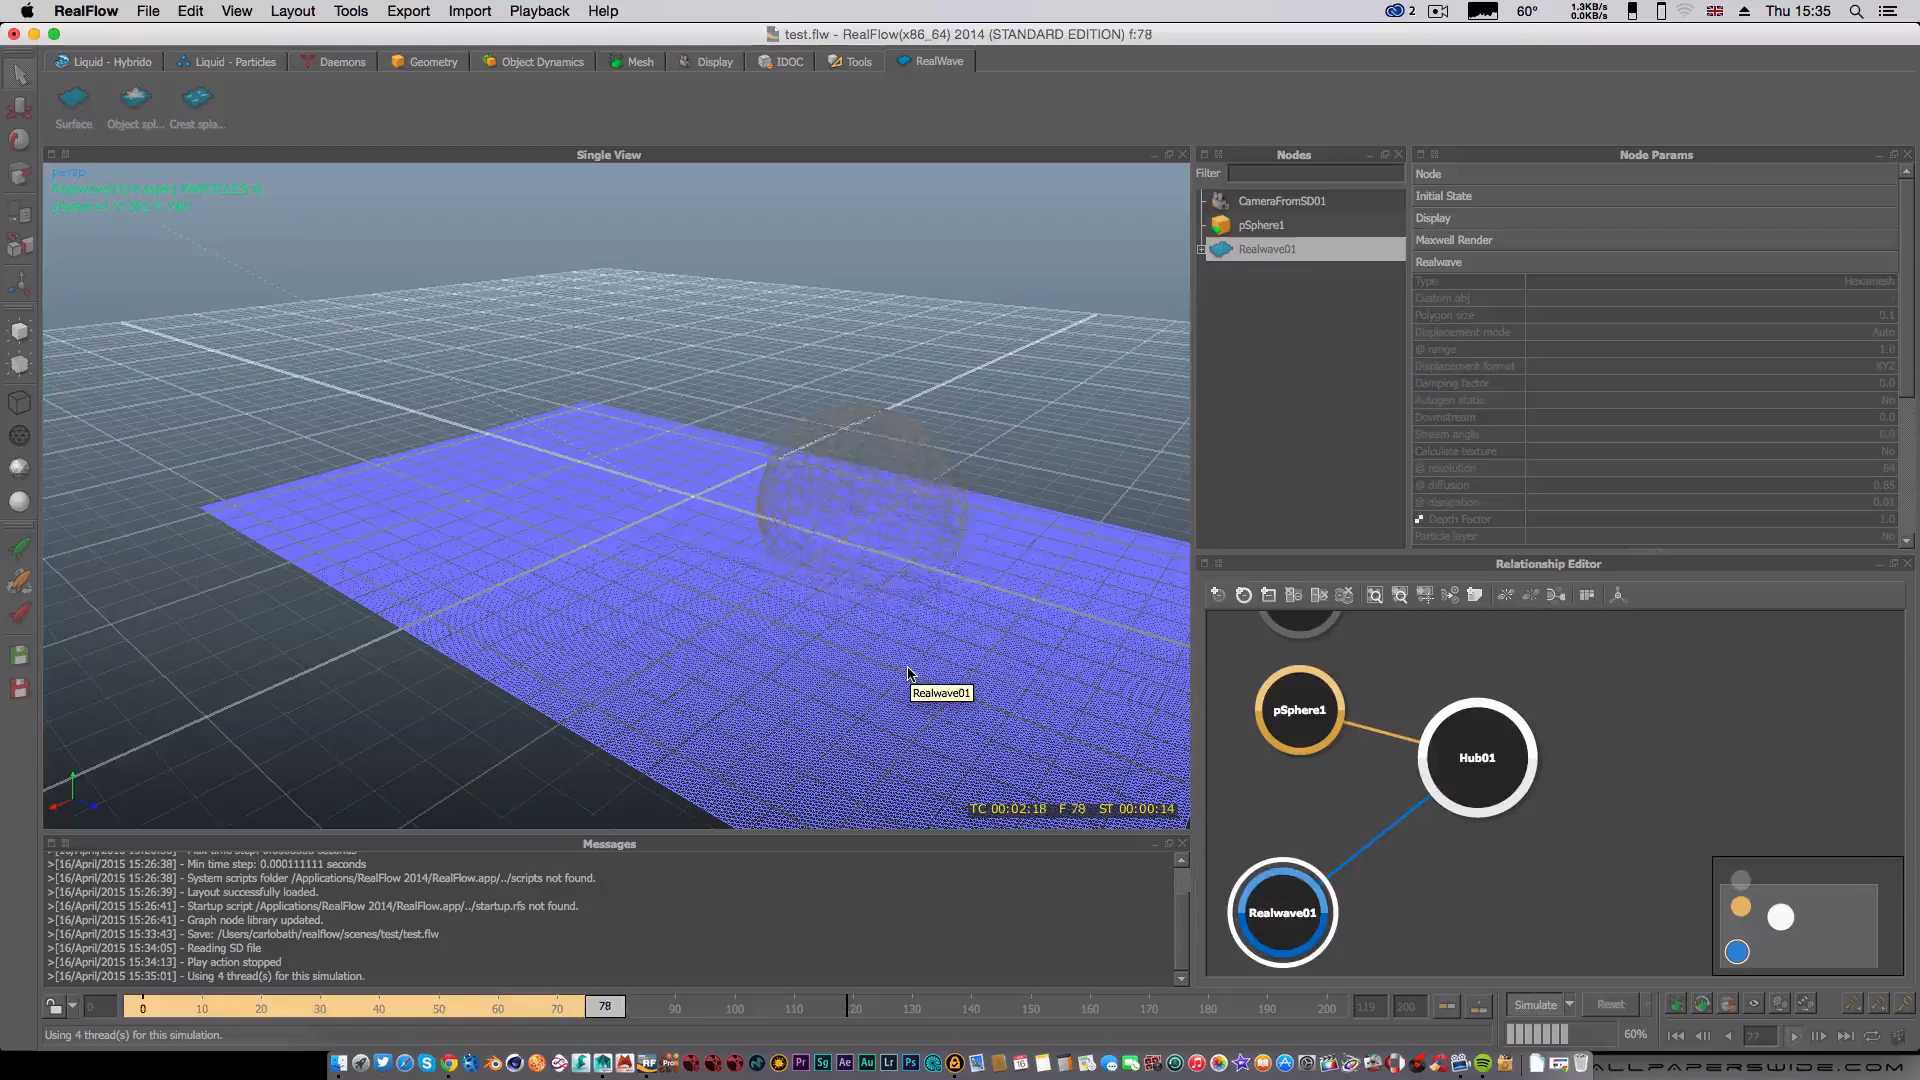 RealFlow File Edit View Layout Tools Export Import Playback Help
2 60° 1.3KB/s 0.0KB/s Thu 15:35
test.flw - RealFlow(x86_64) 2014 (STANDARD EDITION) f:78
Liquid - Hybrido Liquid - Particles Daemons Geometry Object Dynamics Mesh Display IDOC Tools RealWave
Surface Object spl... Crest spla...
Single View
persp
TC 00:02:18 F 78 ST 00:00:14
Realwave01
Nodes
Filter
CameraFromSD01
pSphere1
Realwave01
Node Params
Node
Initial State
Display
Maxwell Render
Realwave
Type Hexamesh
Custom obj -
Polygon size 0.1
Displacement mode Auto
@ range 1.0
Displacement format XYZ
Damping factor 0.0
Autogen static No
Downstream 0.0
Stream angle 0.0
Calculate texture No
@ resolution 64
@ diffusion 0.85
@ dissipation 0.01
Depth Factor 1.0
Particle layer No
Relationship Editor
pSphere1
Hub01
Realwave01
Messages
>[16/April/2015 15:26:38] - Min time step: 0.000111111 seconds
>[16/April/2015 15:26:38] - System scripts folder /Applications/RealFlow 2014/RealFlow.app/../scripts not found.
>[16/April/2015 15:26:39] - Layout successfully loaded.
>[16/April/2015 15:26:41] - Startup script /Applications/RealFlow 2014/RealFlow.app/../startup.rfs not found.
>[16/April/2015 15:26:41] - Graph node library updated.
>[16/April/2015 15:33:43] - Save: /Users/carlobath/realflow/scenes/test/test.flw
>[16/April/2015 15:34:05] - Reading SD file
>[16/April/2015 15:34:13] - Play action stopped
>[16/April/2015 15:35:01] - Using 4 thread(s) for this simulation.
0 0 10 20 30 40 50 60 70 78 90 100 110 120 130 140 150 160 170 180 190 200 119 200
Simulate Reset
Using 4 thread(s) for this simulation.
60% 77
RF Pr Sg Ae Au Lr Ps
ALLPAPERSWIDE.COM